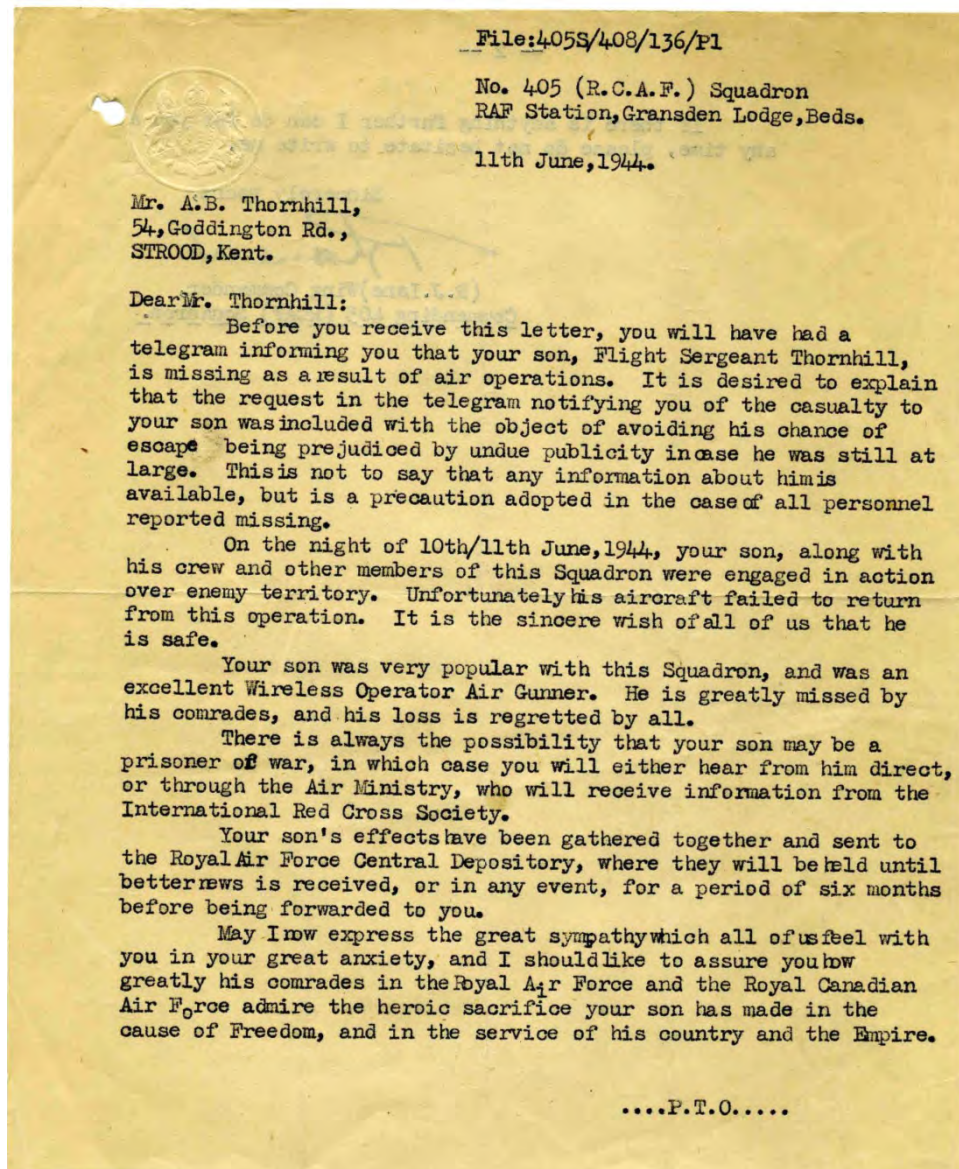 File:405S/408/136/P1
No. 405 (R.C.A.F.) Squadron
RAF Station,Gransden Lodge,Beds.
11th June,1944.
Mr. A.B. Thornhill,
54,Goddington Rd.,
STROOD,Kent.
DearMr. Thornhill:
Before you receive this letter, you will have had a
telegram informing you that your son, Flight Sergeant Thornhill,
is missing as a result of air operations. It is desired to explain
that the request in the telegram notifying you of the casualty to
your son was included with the object of avoiding his chance of
escape being prejudiced by undue publicity incase he was still at
large. This is not to say that any information about him is
available, but is a precaution adopted in the case of all personnel
reported missing.
On the night of 10th/11th June,1944, your son, along with
his crew and other members of this Squadron were engaged in action
over enemy territory. Unfortunately his aircraft failed to return
from this operation. It is the sincere wish of all of us that he
is safe.
Your son was very popular with this Squadron, and was an
excellent Wireless Operator Air Gunner. He is greatly missed by
his comrades, and his loss is regretted by all.
There is always the possibility that your son may be a
prisoner of war, in which case you will either hear from him direct,
or through the Air Ministry, who will receive information from the
International Red Cross Society.
Your son's effects have been gathered together and sent to
the Royal Air Force Central Depository, where they will be held until
better news is received, or in any event, for a period of six months
before being forwarded to you.
May I now express the great sympathy which all of us feel with
you in your great anxiety, and I should like to assure you how
greatly his comrades in the Royal Air Force and the Royal Canadian
Air Force admire the heroic sacrifice your son has made in the
cause of Freedom, and in the service of his country and the Empire.
....P.T.O.....